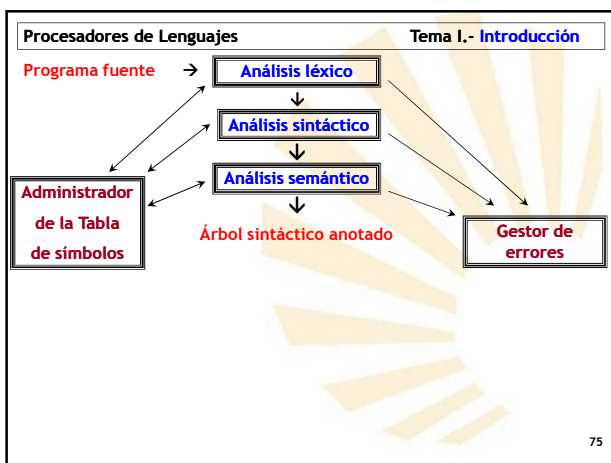 Procesadores de Lenguajes Tema I.- Introducción
Programa fuente → Análisis léxico
Análisis sintáctico
Análisis semántico
Administrador
de la Tabla
de símbolos
Árbol sintáctico anotado
Gestor de
errores
75